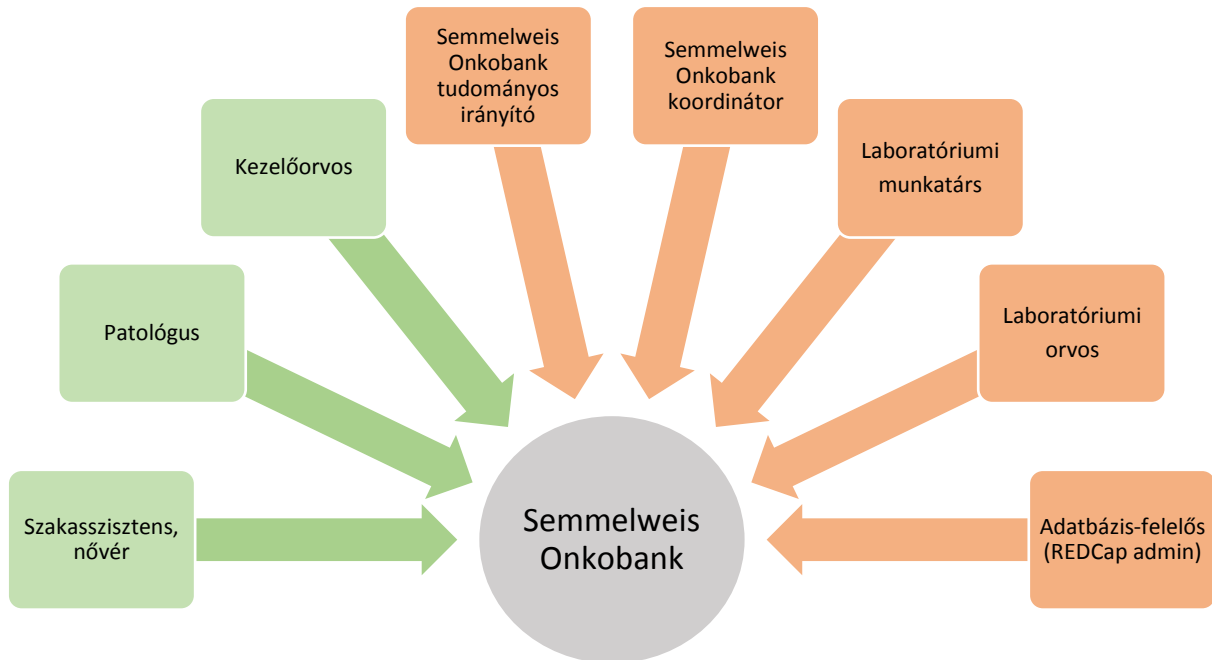 Semmelweis
Onkobank
tudományos
irányító
Semmelweis
Onkobank
koordinátor
Kezelőorvos
Laboratóriumi
munkatárs
Patológus
Laboratóriumi
orvos
Szakasszisztens,
nővér
Semmelweis
Onkobank
Adatbázis-felelős
(REDCap admin)